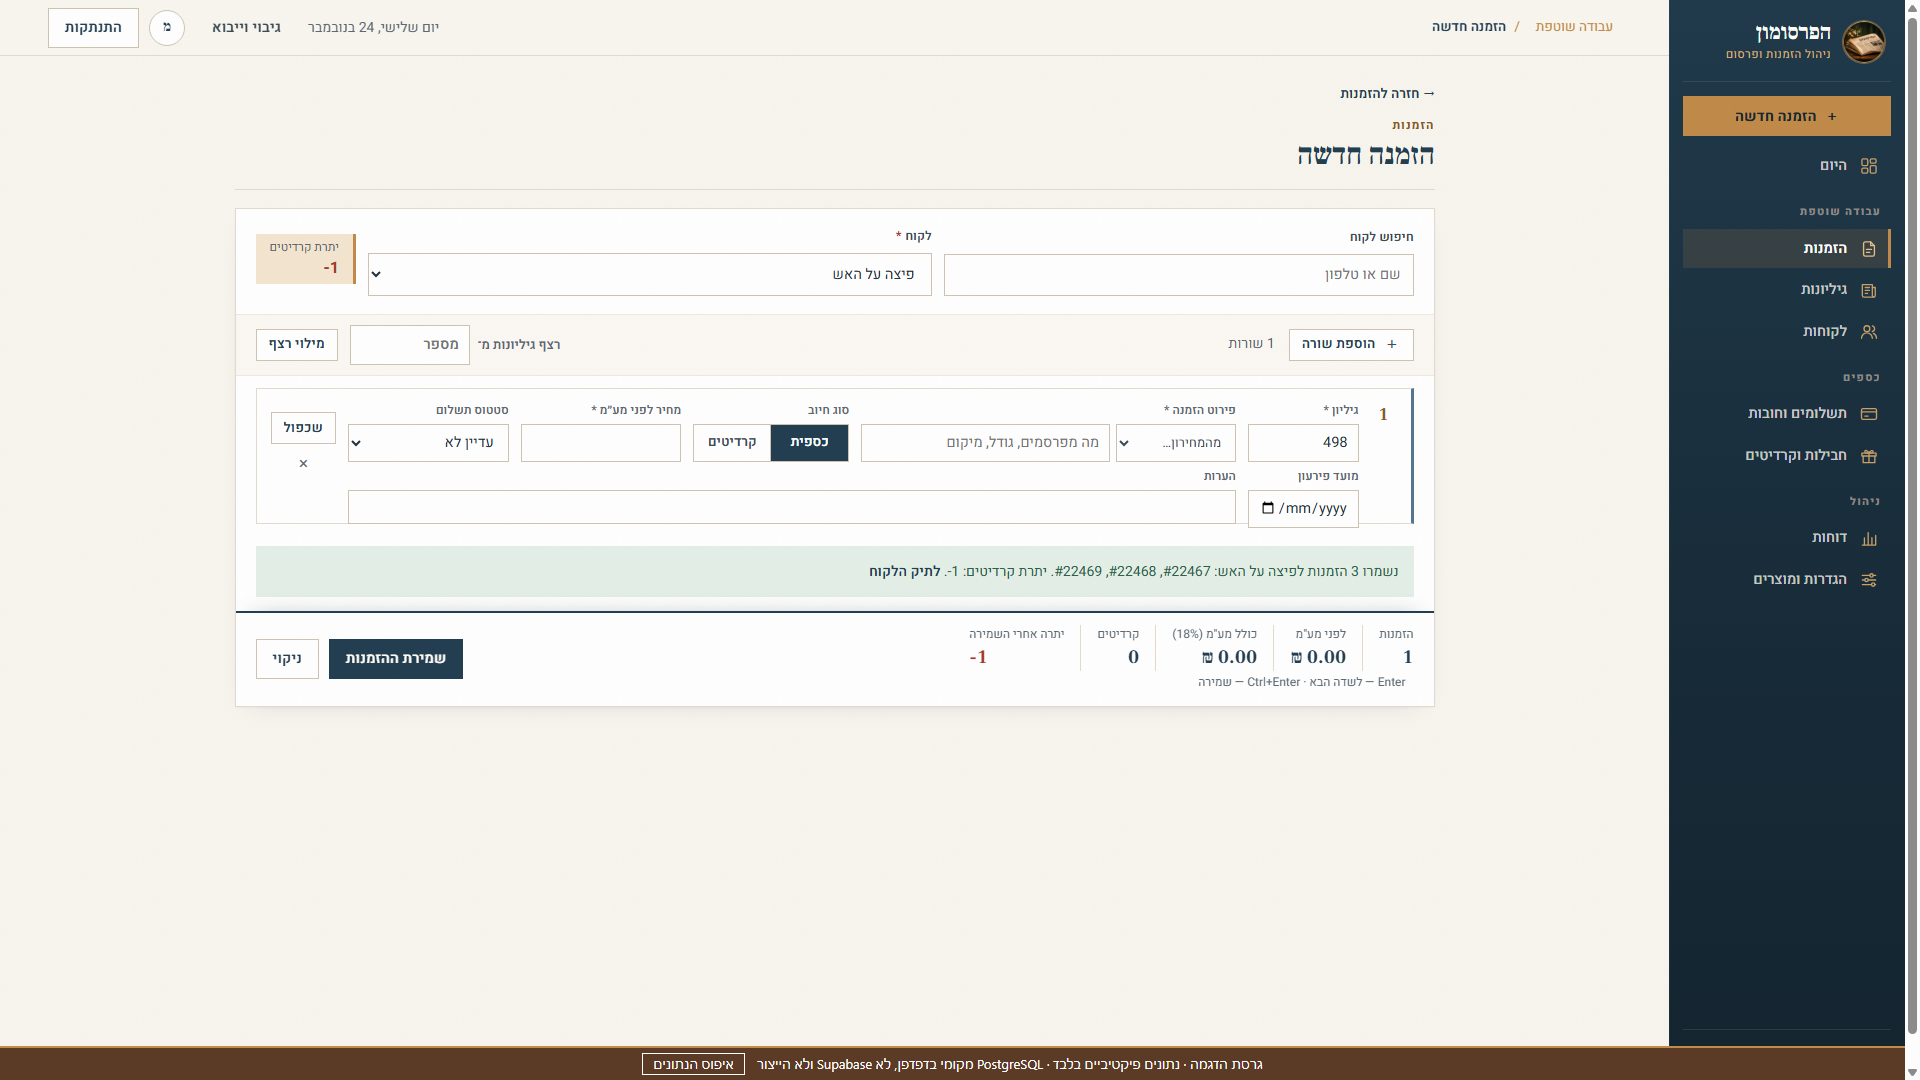 הפרסומון
ניהול הזמנות ופרסום
+ הזמנה חדשה
היום
עבודה שוטפת
הזמנות
גיליונות
לקוחות
כספים
תשלומים וחובות
חבילות וקרדיטים
ניהול
דוחות
הגדרות ומוצרים
עבודה שוטפת / הזמנה חדשה
יום שלישי, 24 בנובמבר
גיבוי וייבוא
מ
התנתקות
→ חזרה להזמנות
הזמנות
הזמנה חדשה
חיפוש לקוח
שם או טלפון
לקוח *
פיצה על האש
יתרת קרדיטים
-1
+ הוספת שורה
1 שורות
רצף גיליונות מ־
מספר
מילוי רצף
1
גיליון *
498
פירוט הזמנה *
מהמחירון...
מה מפרסמים, גודל, מיקום
סוג חיוב
כספית
קרדיטים
מחיר לפני מע״מ *
סטטוס תשלום
עדיין לא
שכפול
×
מועד פירעון
/mm/yyyy
הערות
נשמרו 3 הזמנות לפיצה על האש: #22467, #22468, #22469. יתרת קרדיטים: -1. לתיק הלקוח
הזמנות
1
לפני מע"מ
0.00 ₪
כולל מע"מ (18%)
0.00 ₪
קרדיטים
0
יתרה אחרי השמירה
-1
Enter — לשדה הבא · Ctrl+Enter — שמירה
שמירת ההזמנות
ניקוי
גרסת הדגמה · נתונים פיקטיביים בלבד · PostgreSQL מקומי בדפדפן, לא Supabase ולא הייצור
איפוס הנתונים